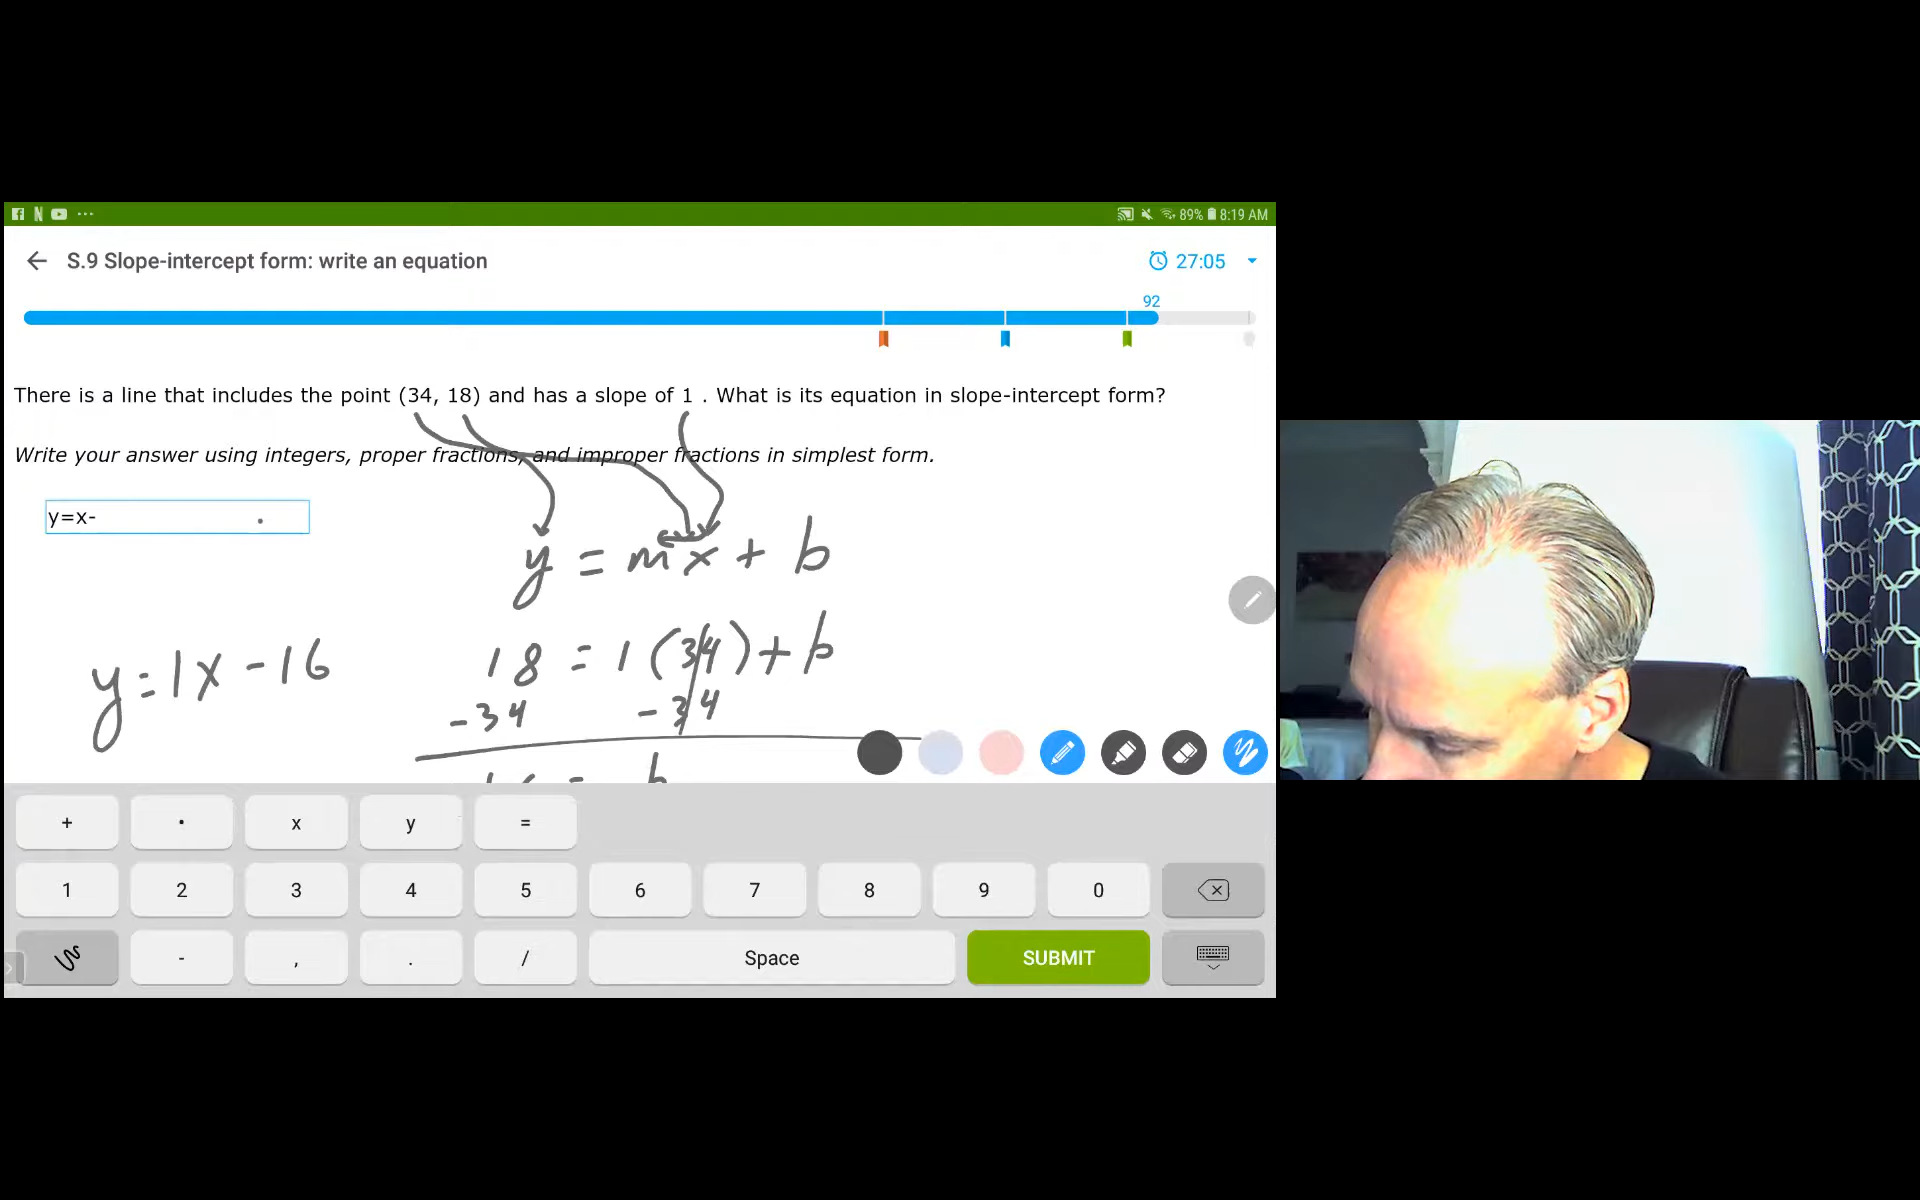 89% 8:19 AM
S.9 Slope-intercept form: write an equation
27:05
92
There is a line that includes the point (34, 18) and has a slope of 1 . What is its equation in slope-intercept form?
Write your answer using integers, proper fractions, and improper fractions in simplest form.
y=x-
y = mx + b
18 = 1 (34) + b
y = 1x - 16
-34 -34
= b
+ · x y =
1 2 3 4 5 6 7 8 9 0
- , . / Space SUBMIT